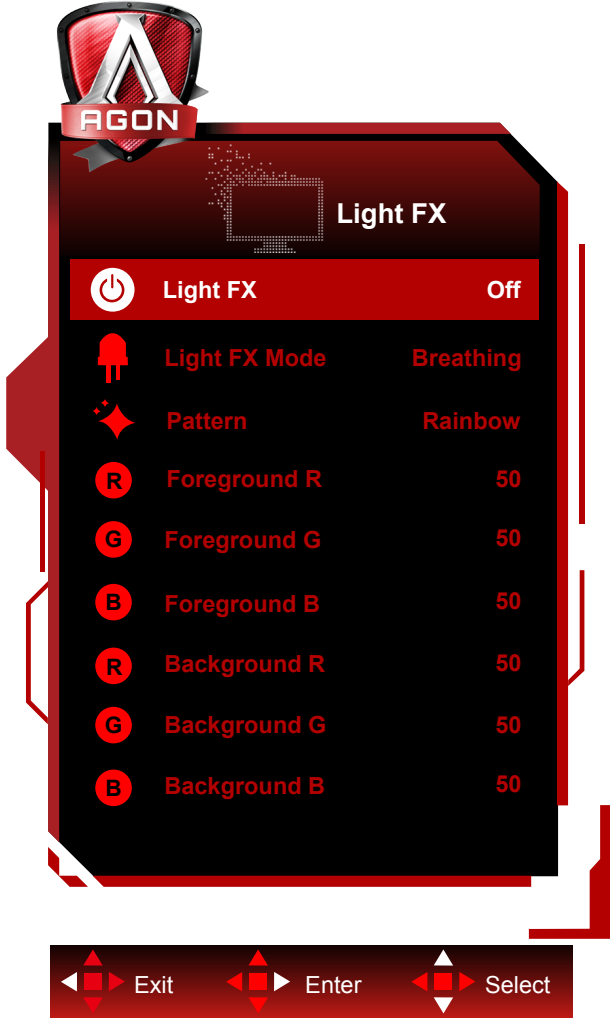 AGON
Light FX
Light FX Off
Light FX Mode Breathing
Pattern Rainbow
R Foreground R 50
G Foreground G 50
B Foreground B 50
R Background R 50
G Background G 50
B Background B 50
Exit Enter Select